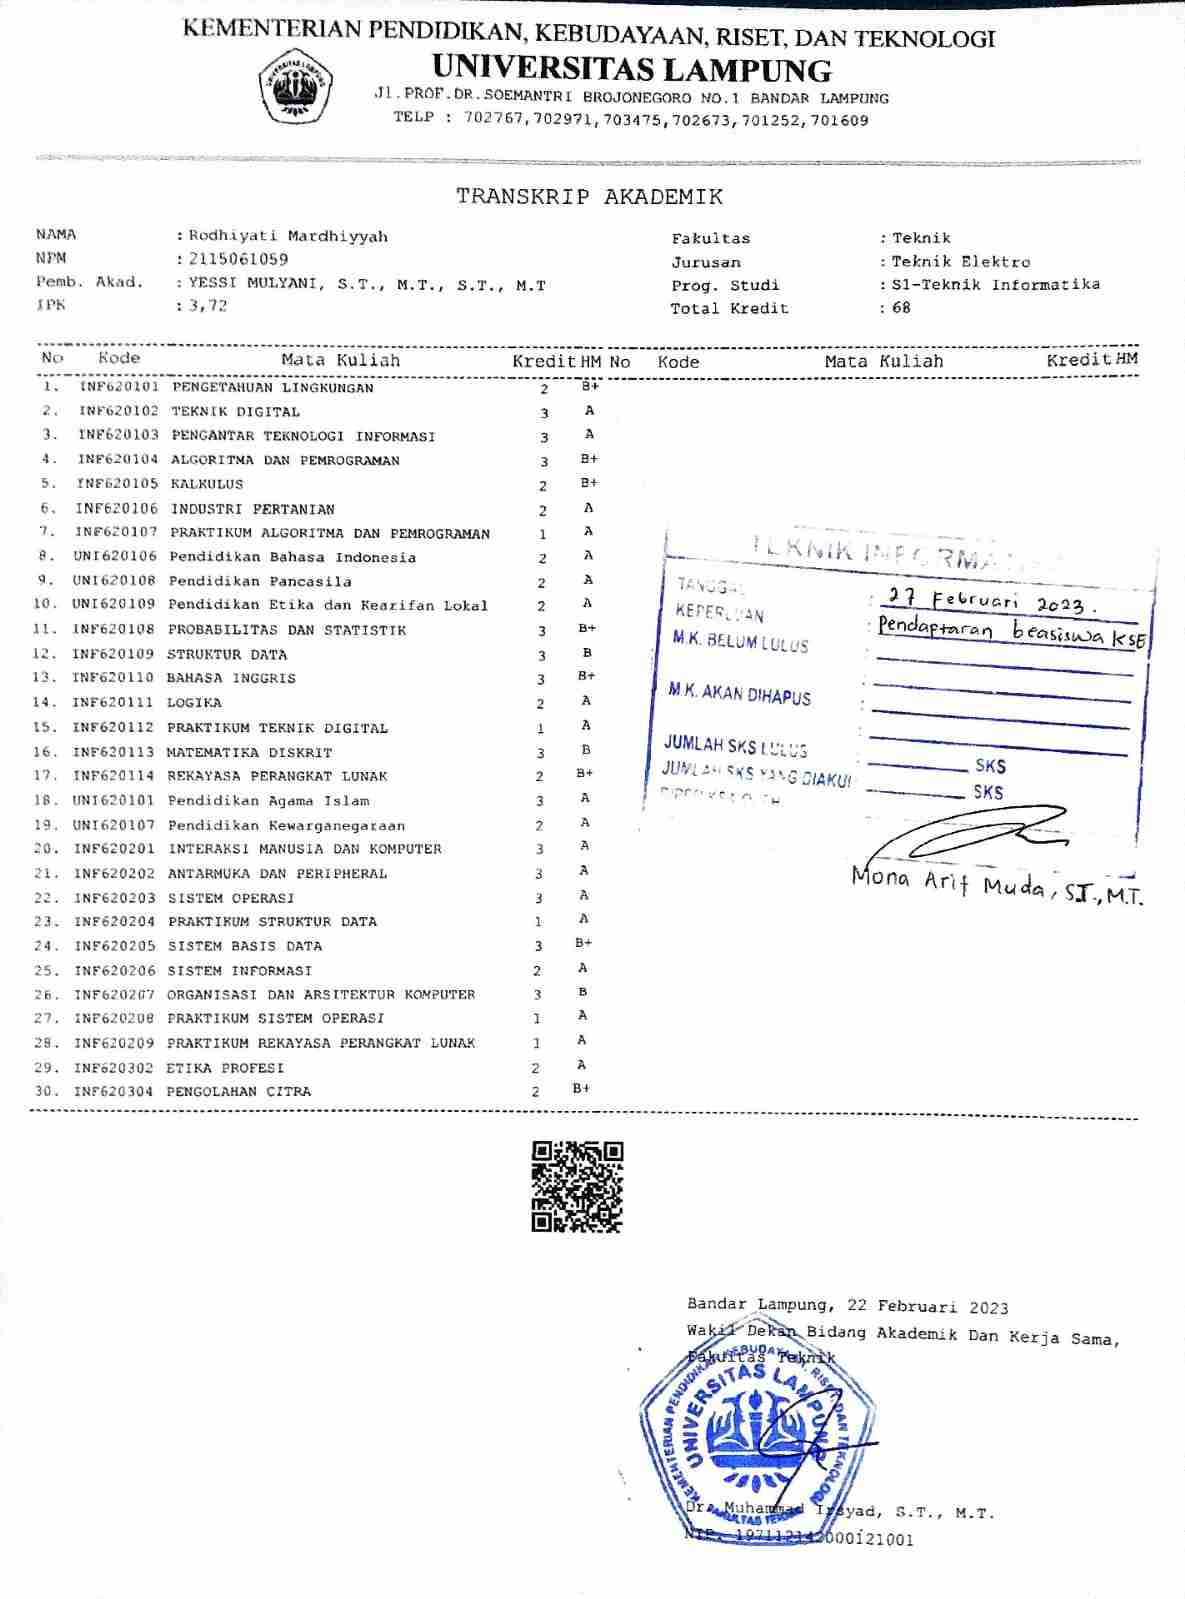 KEMENTERIAN PENDIDIKAN, KEBUDAYAAN, RISET, DAN TEKNOLOGI
UNIVERSITAS LAMPUNG
Jl.PROF.DR.SOEMANTRI BROJONEGORO NO.1 BANDAR LAMPUNG
TELP : 702767,702971,703475,702673,701252,701609
TRANSKRIP AKADEMIK
NAMA : Rodhiyati Mardhiyyah
NPM : 2115061059
Pemb. Akad. : YESSI MULYANI, S.T., M.T., S.T., M.T
IPK : 3,72
Fakultas : Teknik
Jurusan : Teknik Elektro
Prog. Studi : S1-Teknik Informatika
Total Kredit : 68
No Kode Mata Kuliah Kredit HM No Kode Mata Kuliah Kredit HM
1. INF620101 PENGETAHUAN LINGKUNGAN 2 B+
2. INF620102 TEKNIK DIGITAL 3 A
3. INF620103 PENGANTAR TEKNOLOGI INFORMASI 3 A
4. INF620104 ALGORITMA DAN PEMROGRAMAN 3 B+
5. INF620105 KALKULUS 2 B+
6. INF620106 INDUSTRI PERTANIAN 2 A
7. INF620107 PRAKTIKUM ALGORITMA DAN PEMROGRAMAN 1 A
8. UNI620106 Pendidikan Bahasa Indonesia 2 A
9. UNI620108 Pendidikan Pancasila 2 A
10. UNI620109 Pendidikan Etika dan Kearifan Lokal 2 A
11. INF620108 PROBABILITAS DAN STATISTIK 3 B+
12. INF620109 STRUKTUR DATA 3 B
13. INF620110 BAHASA INGGRIS 3 B+
14. INF620111 LOGIKA 2 A
15. INF620112 PRAKTIKUM TEKNIK DIGITAL 1 A
16. INF620113 MATEMATIKA DISKRIT 3 B
17. INF620114 REKAYASA PERANGKAT LUNAK 2 B+
18. UNI620101 Pendidikan Agama Islam 3 A
19. UNI620107 Pendidikan Kewarganegaraan 2 A
20. INF620201 INTERAKSI MANUSIA DAN KOMPUTER 3 A
21. INF620202 ANTARMUKA DAN PERIPHERAL 3 A
22. INF620203 SISTEM OPERASI 3 A
23. INF620204 PRAKTIKUM STRUKTUR DATA 1 A
24. INF620205 SISTEM BASIS DATA 3 B+
25. INF620206 SISTEM INFORMASI 2 A
26. INF620207 ORGANISASI DAN ARSITEKTUR KOMPUTER 3 B
27. INF620208 PRAKTIKUM SISTEM OPERASI 1 A
28. INF620209 PRAKTIKUM REKAYASA PERANGKAT LUNAK 1 A
29. INF620302 ETIKA PROFESI 2 A
30. INF620304 PENGOLAHAN CITRA 2 B+
TEKNIK
TANGGAL : 27 Februari 2023.
KEPERLUAN : Pendaftaran beasiswa KSE
M.K. BELUM LULUS :
M.K. AKAN DIHAPUS :
JUMLAH SKS LULUS : SKS
JUMLAH SKS YANG DIAKUI : SKS
Mona Arif Muda, S.T., M.T.
Bandar Lampung, 22 Februari 2023
Wakil Dekan Bidang Akademik Dan Kerja Sama,
Fakultas Teknik
KEMENTERIAN PENDIDIKAN, KEBUDAYAAN, RISET, DAN TEKNOLOGI
UNIVERSITAS LAMPUNG
FAKULTAS TEKNIK
Dr. Muhammad Irsyad, S.T., M.T.
NIP. 197112142000121001